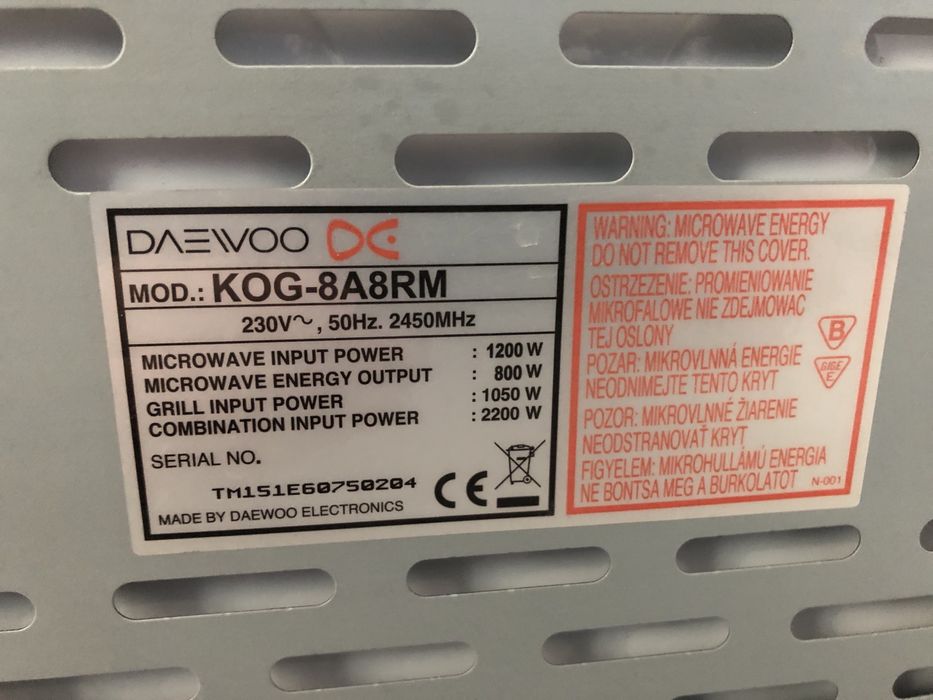 DAEWOO
MOD.: KOG-8A8RM
230V~, 50Hz. 2450MHz
MICROWAVE INPUT POWER : 1200 W
MICROWAVE ENERGY OUTPUT : 800 W
GRILL INPUT POWER : 1050 W
COMBINATION INPUT POWER : 2200 W
SERIAL NO.
TM151E60750204
MADE BY DAEWOO ELECTRONICS
CE
WARNING: MICROWAVE ENERGY
DO NOT REMOVE THIS COVER.
OSTRZEZENIE: PROMIENIOWANIE
MIKROFALOWE NIE ZDEJMOWAC
TEJ OSLONY
POZAR: MIKROVLNNÁ ENERGIE
NEODNIMEJTE TENTO KRYT
POZOR: MIKROVLNNÉ ŽIARENIE
NEODSTRANOVAŤ KRYT
FIGYELEM: MIKROHULLÁMÚ ENERGIA
NE BONTSA MEG A BURKOLATOT
B
N-001